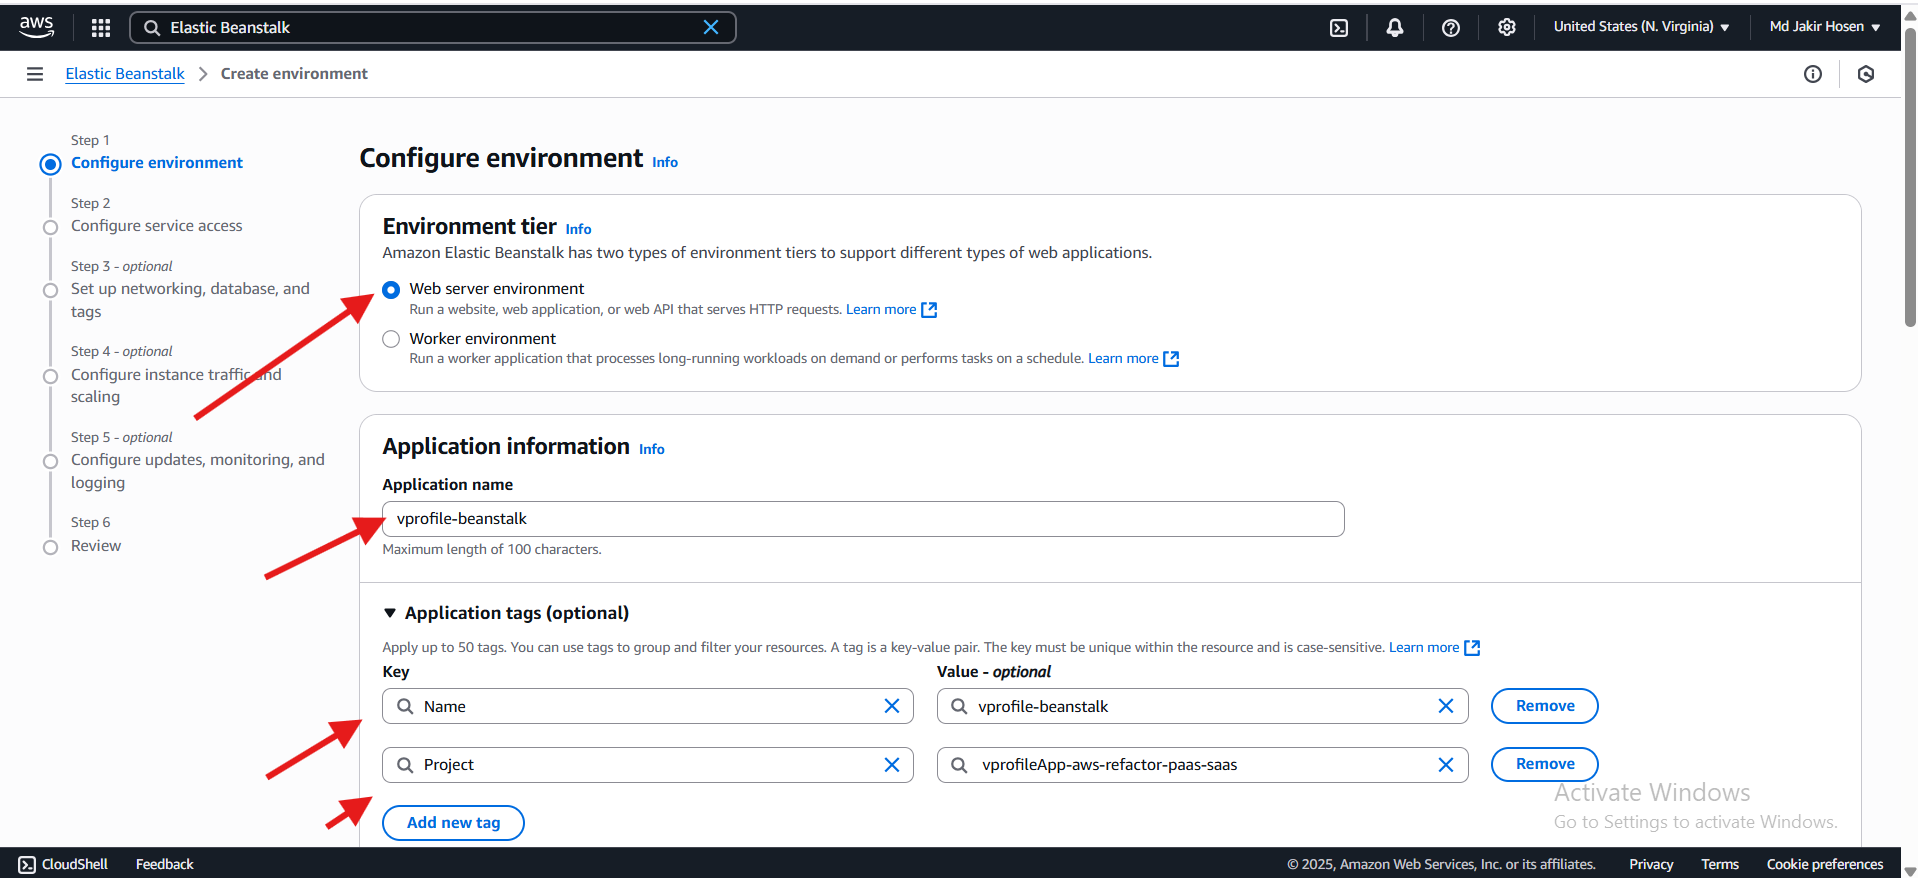 aws
Elastic Beanstalk
United States (N. Virginia)
Md Jakir Hosen
Elastic Beanstalk
Create environment
Step 1
Configure environment
Step 2
Configure service access
Step 3 - optional
Set up networking, database, and
tags
Step 4 - optional
Configure instance traffic and
scaling
Step 5 - optional
Configure updates, monitoring, and
logging
Step 6
Review
Configure environment Info
Environment tier Info
Amazon Elastic Beanstalk has two types of environment tiers to support different types of web applications.
Web server environment
Run a website, web application, or web API that serves HTTP requests. Learn more
Worker environment
Run a worker application that processes long-running workloads on demand or performs tasks on a schedule. Learn more
Application information Info
Application name
vprofile-beanstalk
Maximum length of 100 characters.
Application tags (optional)
Apply up to 50 tags. You can use tags to group and filter your resources. A tag is a key-value pair. The key must be unique within the resource and is case-sensitive. Learn more
Key
Value - optional
Name
vprofile-beanstalk
Remove
Project
vprofileApp-aws-refactor-paas-saas
Remove
Add new tag
Activate Windows
Go to Settings to activate Windows.
CloudShell
Feedback
© 2025, Amazon Web Services, Inc. or its affiliates.
Privacy
Terms
Cookie preferences